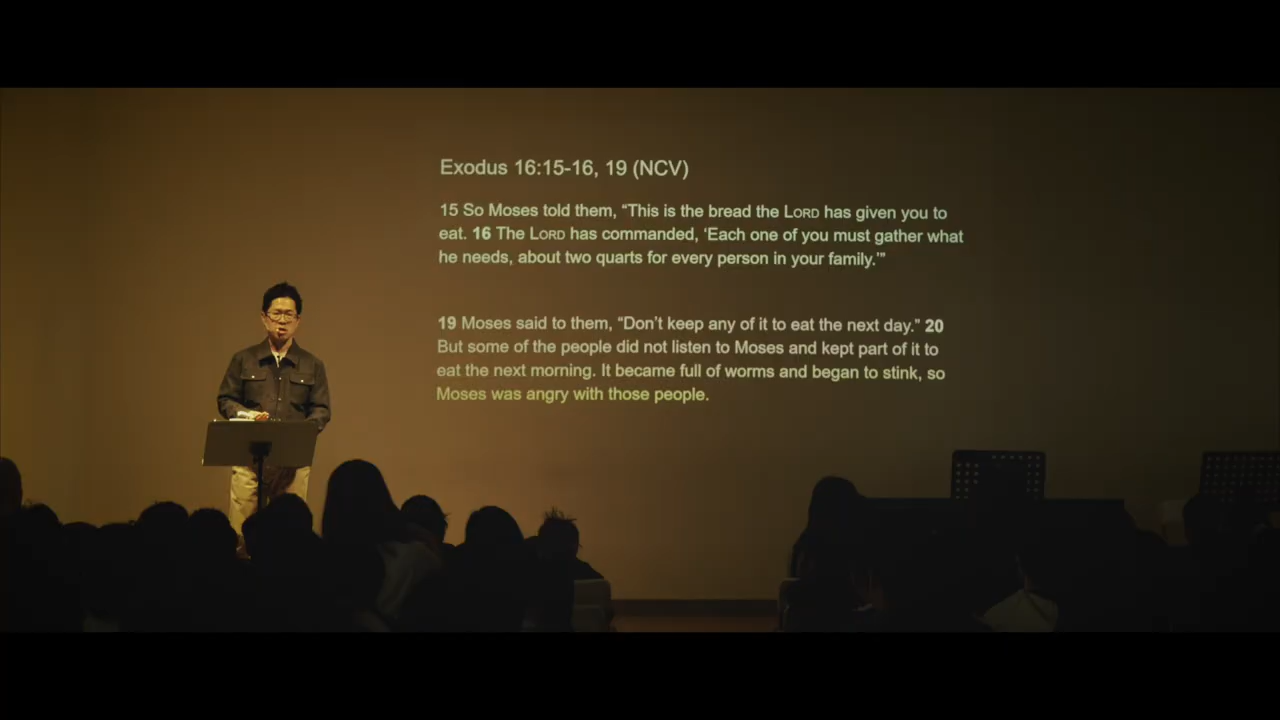 Exodus 16:15-16, 19 (NCV)
15 So Moses told them, “This is the bread the LORD has given you to
eat. 16 The LORD has commanded, ‘Each one of you must gather what
he needs, about two quarts for every person in your family.’”
19 Moses said to them, “Don’t keep any of it to eat the next day.” 20
But some of the people did not listen to Moses and kept part of it to
eat the next morning. It became full of worms and began to stink, so
Moses was angry with those people.